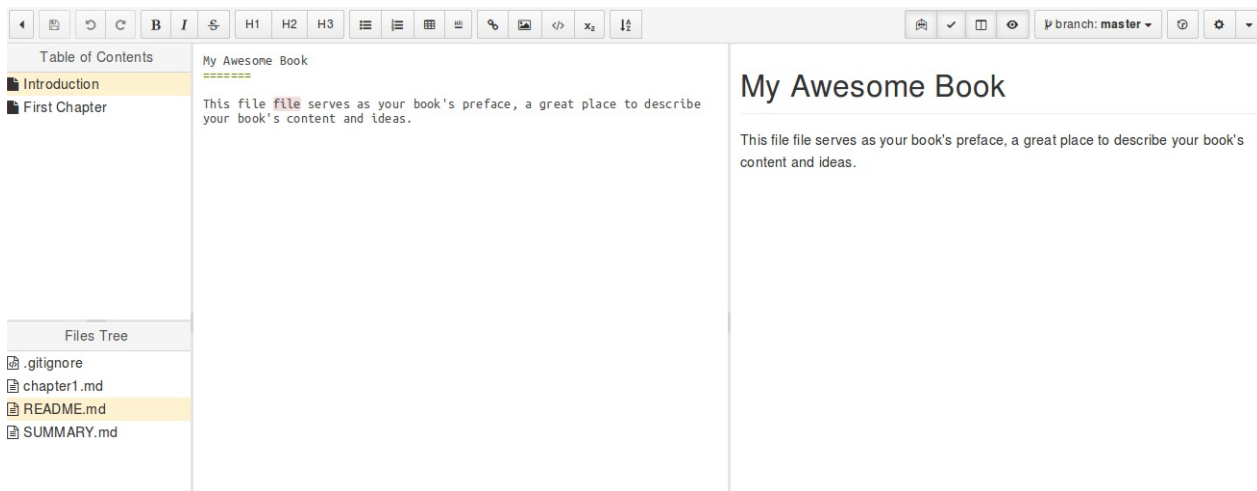 B I S H1 H2 H3 </> x₂ branch: master
Table of Contents
Introduction
First Chapter
Files Tree
.gitignore
chapter1.md
README.md
SUMMARY.md
My Awesome Book
=======
This file file serves as your book's preface, a great place to describe
your book's content and ideas.
My Awesome Book
This file file serves as your book's preface, a great place to describe your book's
content and ideas.